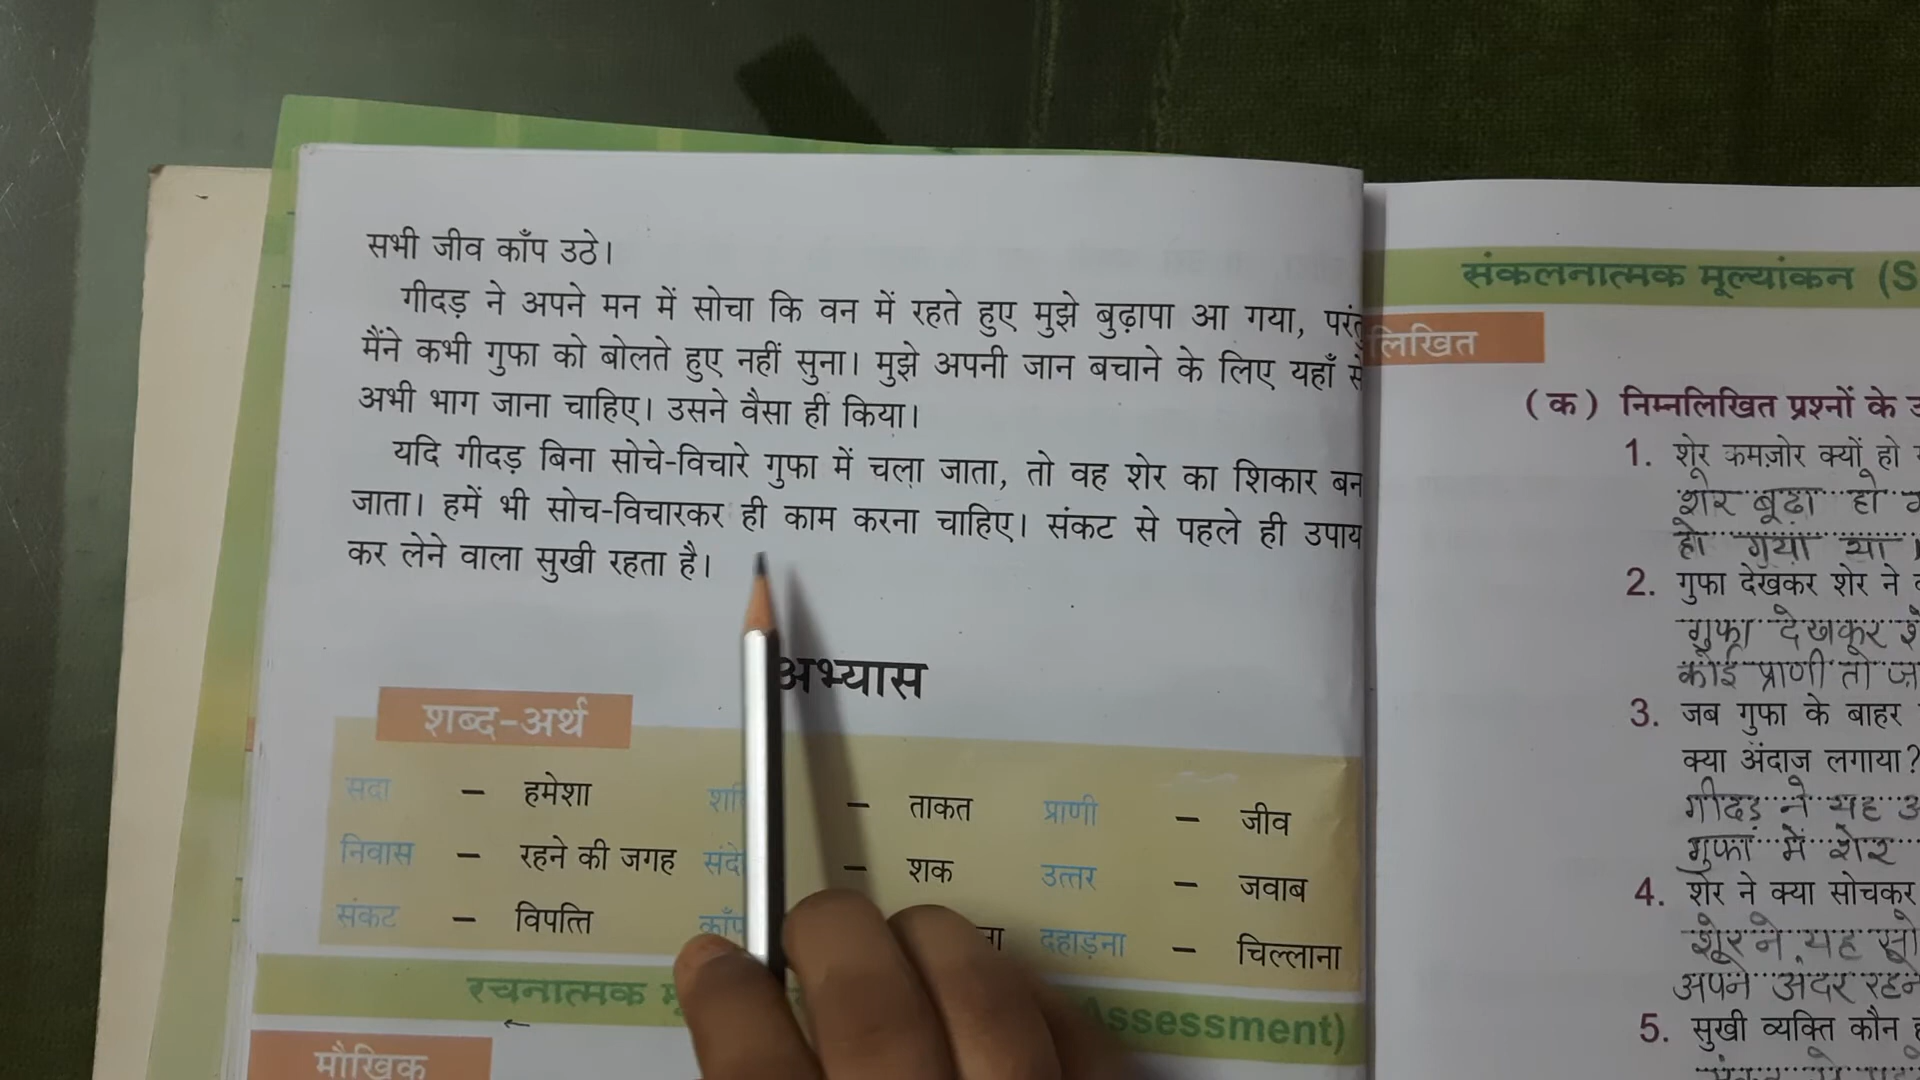 सभी जीव काँप उठे।
गीदड़ ने अपने मन में सोचा कि वन में रहते हुए मुझे बुढ़ापा आ गया, परंतु
मैंने कभी गुफा को बोलते हुए नहीं सुना। मुझे अपनी जान बचाने के लिए यहाँ से
अभी भाग जाना चाहिए। उसने वैसा ही किया।
यदि गीदड़ बिना सोचे-विचारे गुफा में चला जाता, तो वह शेर का शिकार बन
जाता। हमें भी सोच-विचारकर ही काम करना चाहिए। संकट से पहले ही उपाय
कर लेने वाला सुखी रहता है।
अभ्यास
शब्द-अर्थ
सदा – हमेशा – ताकत प्राणी – जीव
निवास – रहने की जगह – शक उत्तर – जवाब
संकट – विपत्ति दहाड़ना – चिल्लाना
रचनात्मक Assessment)
मौखिक
संकलनात्मक मूल्यांकन (S
लिखित
(क) निम्नलिखित प्रश्नों के
1. शेर कमज़ोर क्यों हो
शेर बूढ़ा हो
हो गया था
2. गुफा देखकर शेर ने
गुफा देखकर
कोई प्राणी तो
3. जब गुफा के बाहर
क्या अंदाज लगाया?
गीदड़ ने यह
गुफा में शेर
4. शेर ने क्या सोचकर
शेर ने यह
अपने अंदर
5. सुखी व्यक्ति कौन